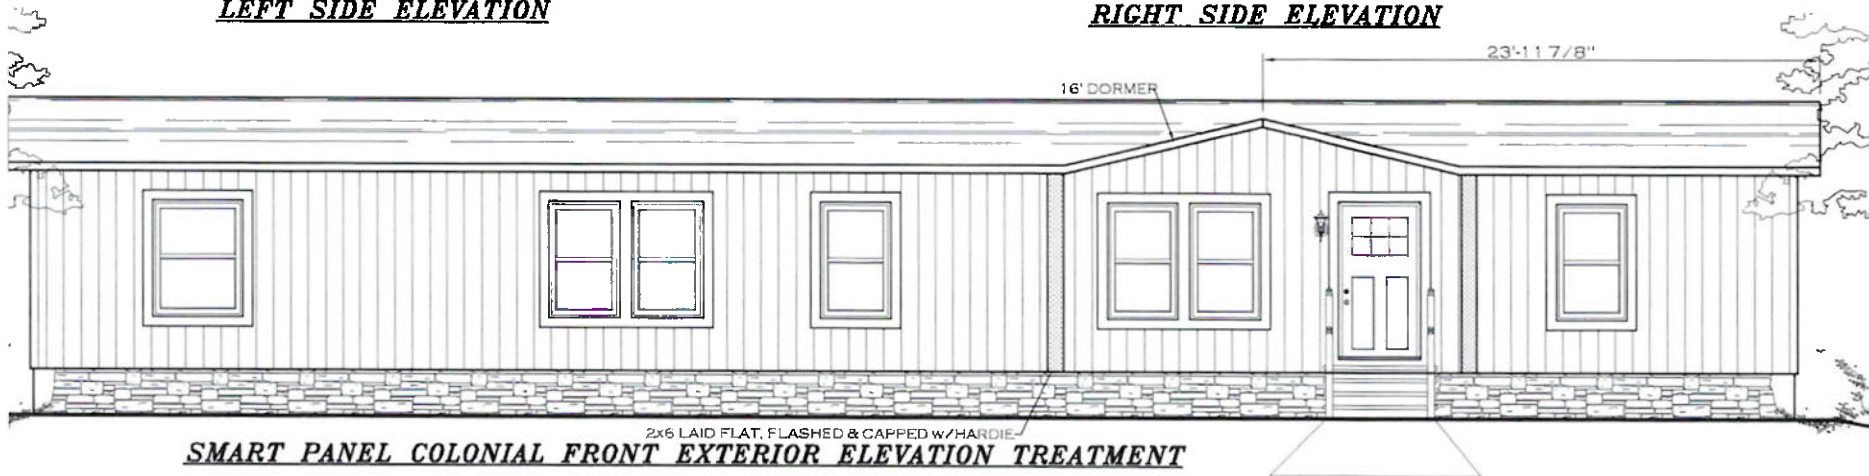 LEFT SIDE ELEVATION
RIGHT SIDE ELEVATION
23'-11 7/8"
16' DORMER
2x6 LAID FLAT, FLASHED & CAPPED W/HARDIE
SMART PANEL COLONIAL FRONT EXTERIOR ELEVATION TREATMENT